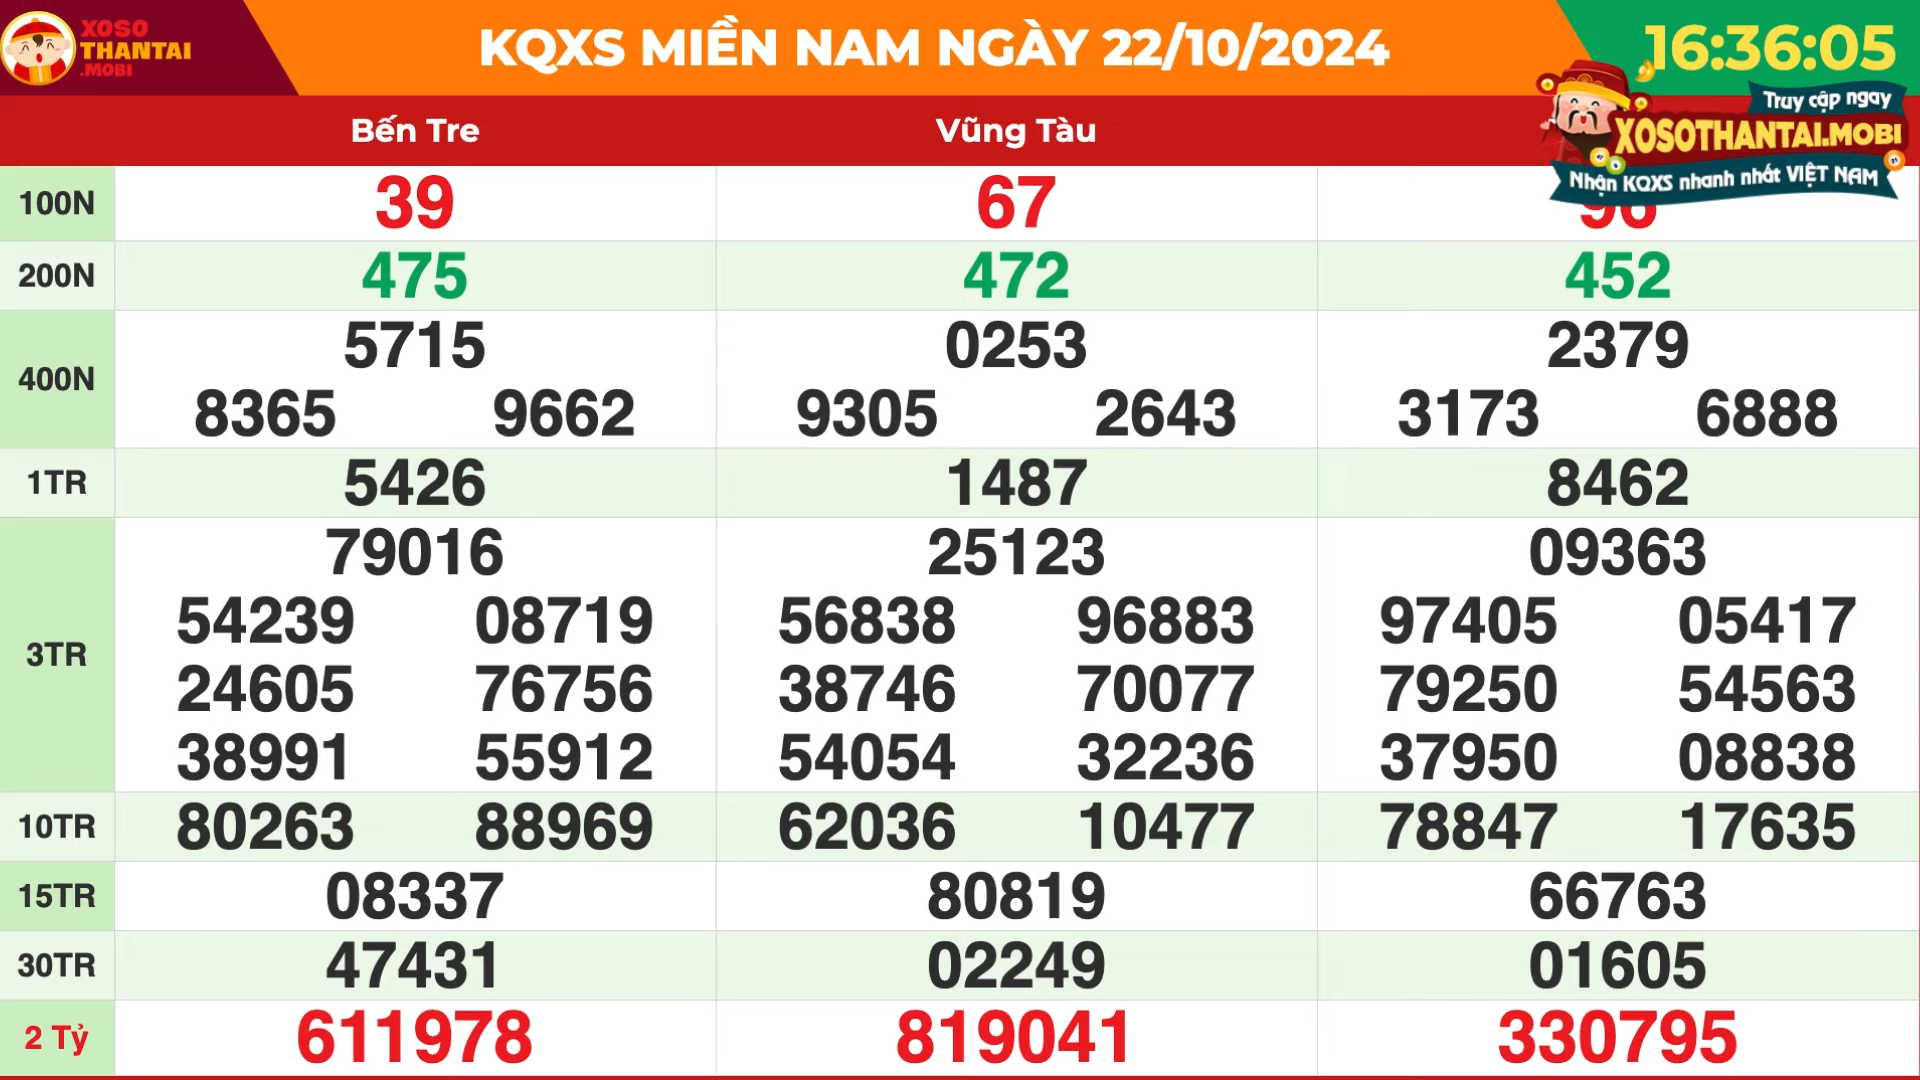 XOSO
THANTAI
.MOBI
KQXS MIỀN NAM NGÀY 22/10/2024
16:36:05
Truy cập ngay
XOSOTHANTAI.MOBI
Nhận KQXS nhanh nhất VIỆT NAM
Bến Tre Vũng Tàu
100N 39 67
200N 475 472 452
400N 5715 0253 2379
8365 9662 9305 2643 3173 6888
1TR 5426 1487 8462
3TR 79016 25123 09363
54239 08719 56838 96883 97405 05417
24605 76756 38746 70077 79250 54563
38991 55912 54054 32236 37950 08838
10TR 80263 88969 62036 10477 78847 17635
15TR 08337 80819 66763
30TR 47431 02249 01605
2 Tỷ 611978 819041 330795